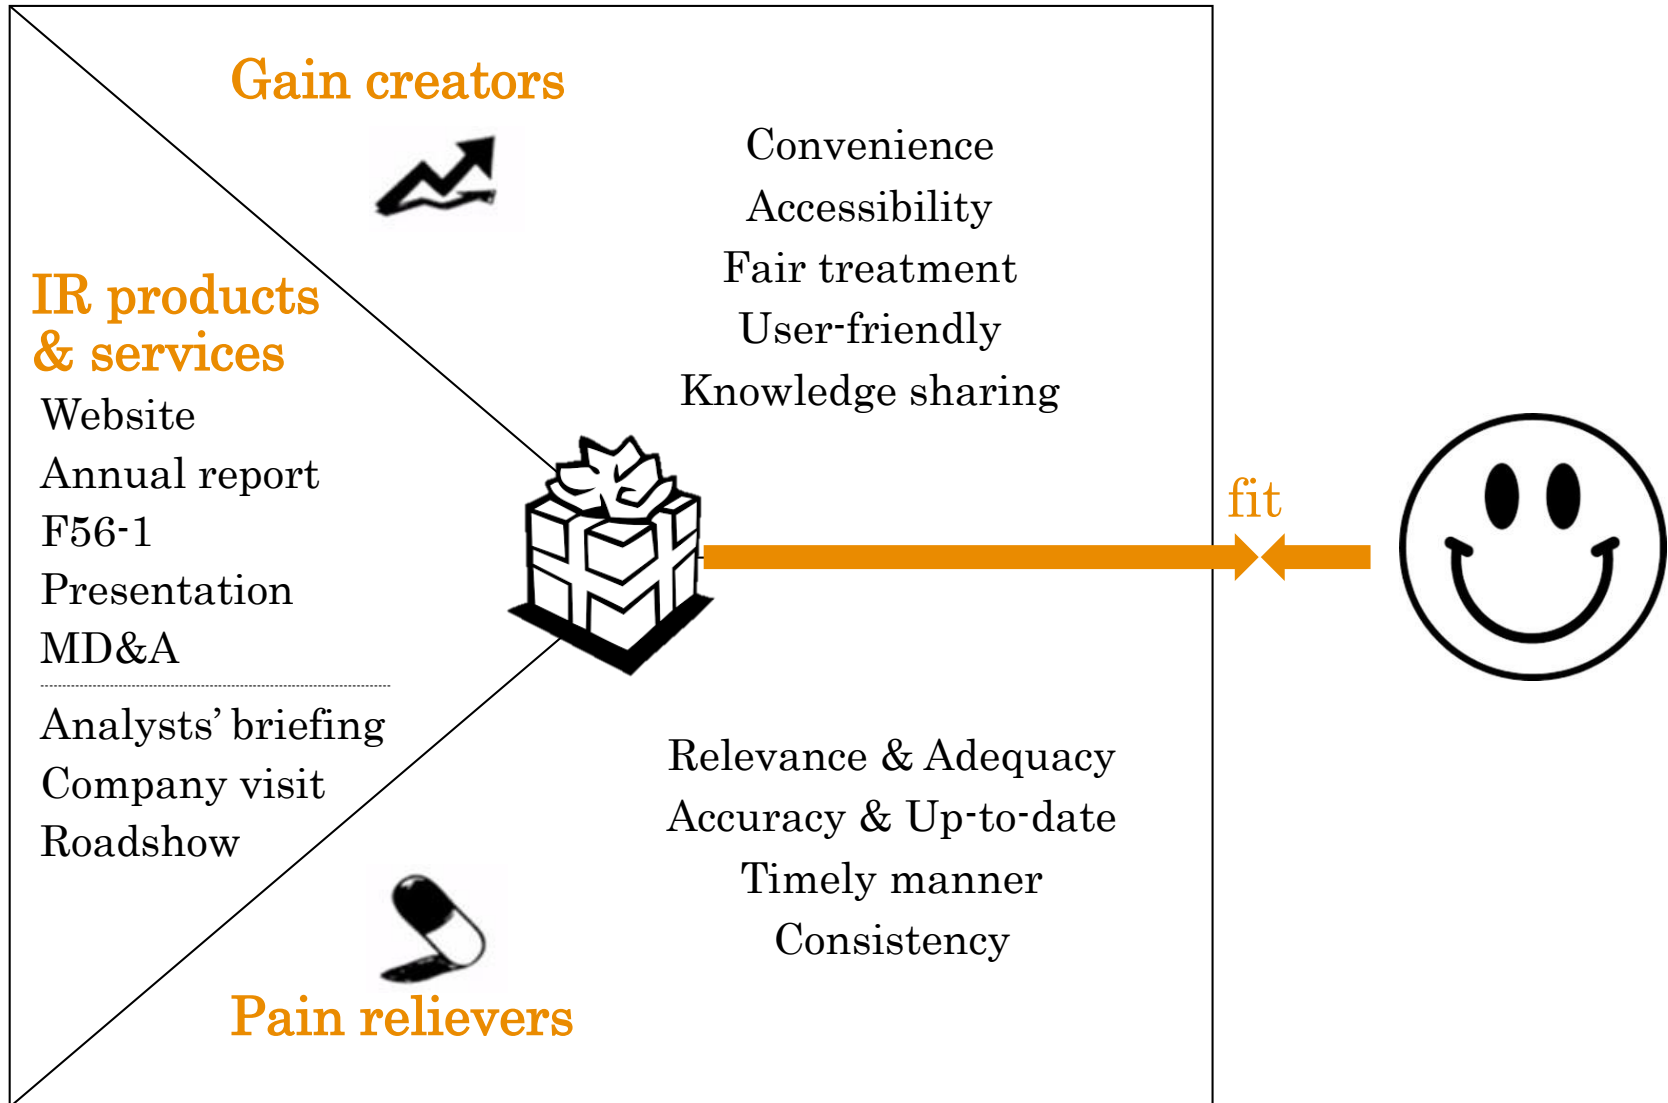 Gain creators
Convenience
Accessibility
Fair treatment
User-friendly
Knowledge sharing
IR products
& services
Website
Annual report
F56-1
Presentation
MD&A
Analysts’ briefing
Company visit
Roadshow
fit
Relevance & Adequacy
Accuracy & Up-to-date
Timely manner
Consistency
Pain relievers